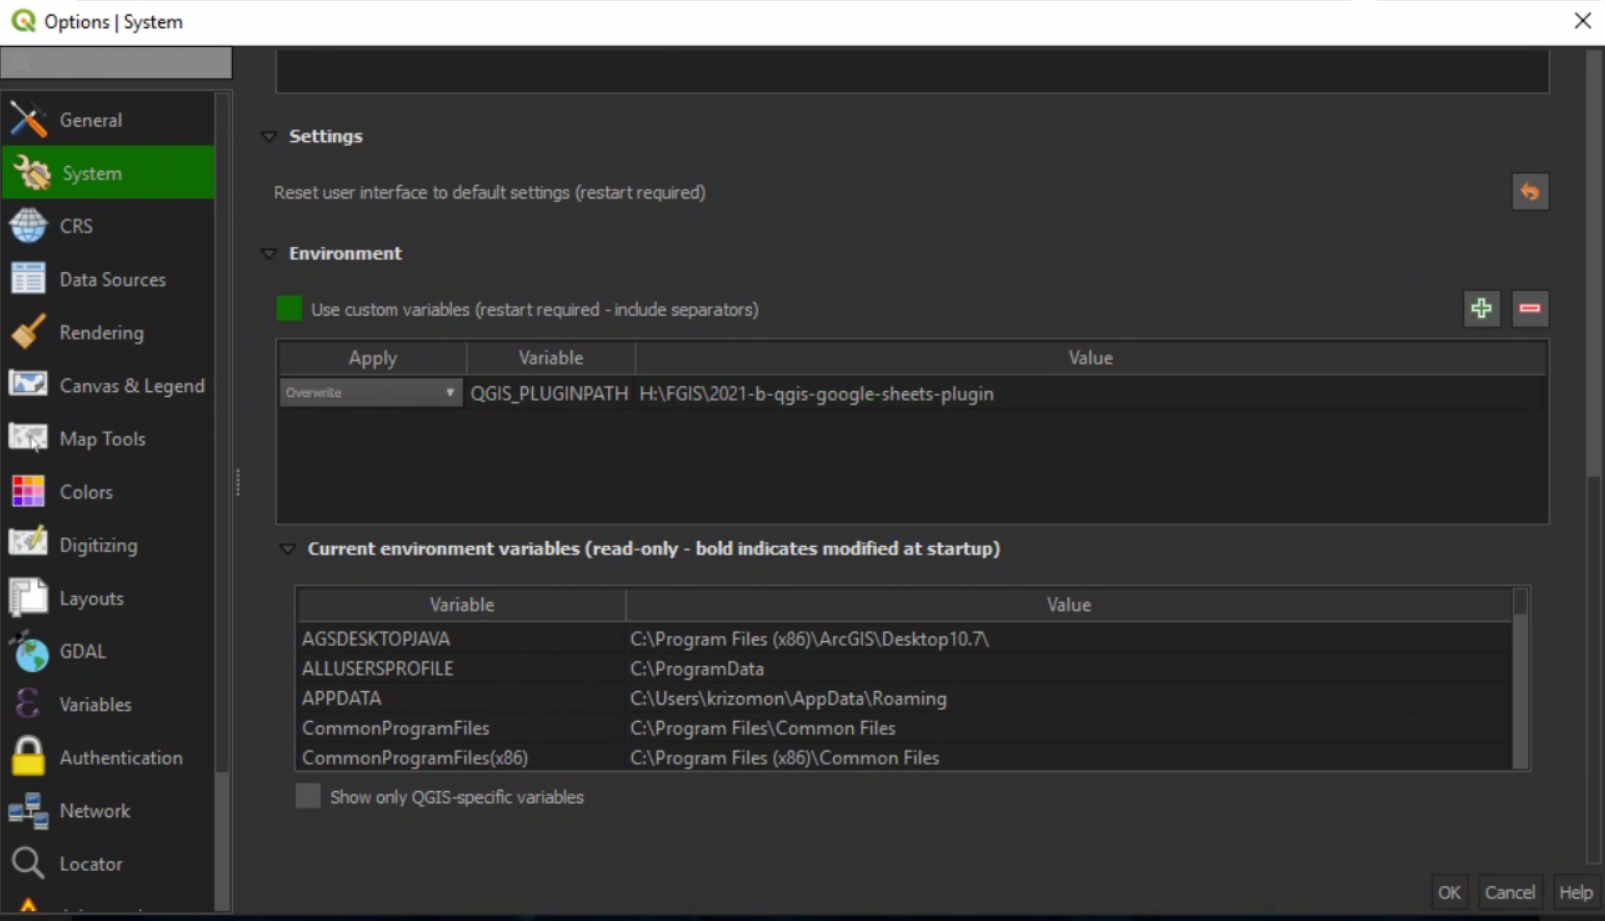 Options | System
General
System
CRS
Data Sources
Rendering
Canvas & Legend
Map Tools
Colors
Digitizing
Layouts
GDAL
Variables
Authentication
Network
Locator
Settings
Reset user interface to default settings (restart required)
Environment
Use custom variables (restart required - include separators)
Apply Variable Value
Overwrite QGIS_PLUGINPATH H:\FGIS\2021-b-qgis-google-sheets-plugin
Current environment variables (read-only - bold indicates modified at startup)
Variable Value
AGSDESKTOPJAVA C:\Program Files (x86)\ArcGIS\Desktop10.7\
ALLUSERSPROFILE C:\ProgramData
APPDATA C:\Users\krizomon\AppData\Roaming
CommonProgramFiles C:\Program Files\Common Files
CommonProgramFiles(x86) C:\Program Files (x86)\Common Files
Show only QGIS-specific variables
OK Cancel Help